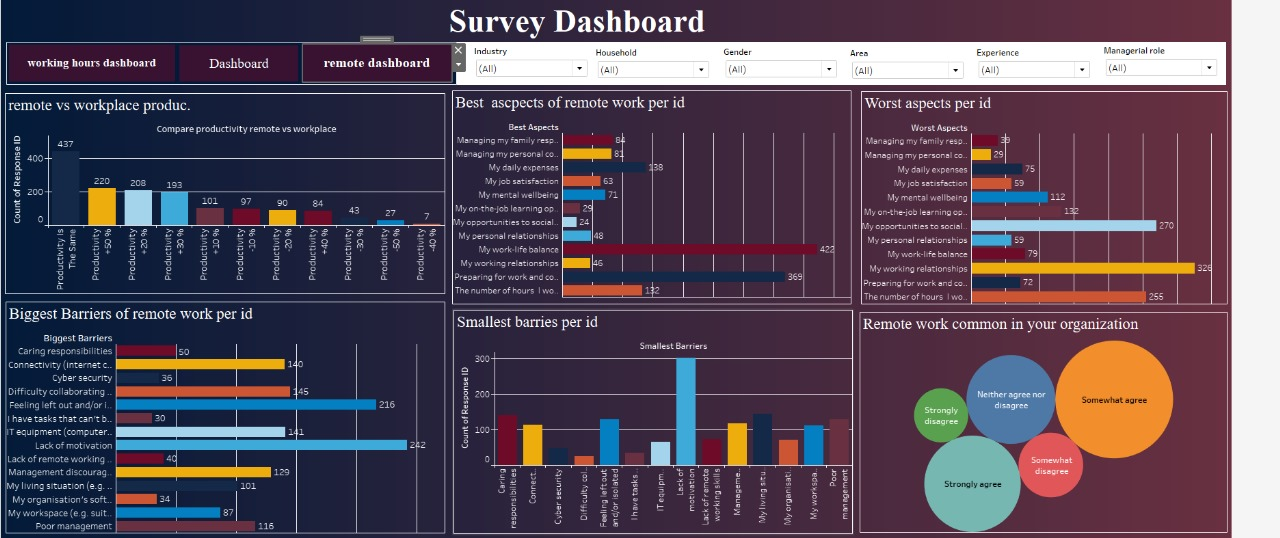 Survey Dashboard
working hours dashboard
Dashboard
remote dashboard
Industry
(All)
Household
(All)
Gender
(All)
Area
(All)
Experience
(All)
Managerial role
(All)
remote vs workplace produc.
Compare productivity remote vs workplace
Count of Response ID
400
200
0
437
220
208
193
101
97
90
84
43
27
7
Productivity is
The Same
Productivity
+50 %
Productivity
+20 %
Productivity
+30 %
Productivity
+10 %
Productivity
-10 %
Productivity
-20 %
Productivity
+40 %
Productivity
-30 %
Productivity
-50 %
Productivity
-40 %
Best ascpects of remote work per id
Best Aspects
Managing my family resp.. 84
Managing my personal co.. 81
My daily expenses 138
My job satisfaction 63
My mental wellbeing 71
My on-the-job learning op.. 29
My opportunities to social.. 24
My personal relationships 48
My work-life balance 422
My working relationships 46
Preparing for work and co.. 369
The number of hours I wo.. 132
Worst aspects per id
Worst Aspects
Managing my family resp.. 39
Managing my personal co.. 29
My daily expenses 75
My job satisfaction 59
My mental wellbeing 112
My on-the-job learning op.. 132
My opportunities to social.. 270
My personal relationships 59
My work-life balance 79
My working relationships 326
Preparing for work and co.. 72
The number of hours I wo.. 255
Biggest Barriers of remote work per id
Biggest Barriers
Caring responsibilities 50
Connectivity (internet c.. 140
Cyber security 36
Difficulty collaborating .. 145
Feeling left out and/or i.. 216
I have tasks that can't b.. 30
IT equipment (computer.. 141
Lack of motivation 242
Lack of remote working .. 40
Management discourag.. 129
My living situation (e.g. .. 101
My organisation's soft.. 34
My workspace (e.g. suit.. 87
Poor management 116
Smallest barries per id
Smallest Barriers
Count of Response ID
300
200
100
0
Caring
responsibilities
Connect..
Cyber security
Difficulty col..
Feeling left out
and/or isolated
I have tasks..
IT equipm..
Lack of
motivation
Lack of remote
working skills
Manageme..
My living situ..
My organisati..
My workspa..
Poor
management
Remote work common in your organization
Strongly
disagree
Neither agree nor
disagree
Somewhat agree
Strongly agree
Somewhat
disagree